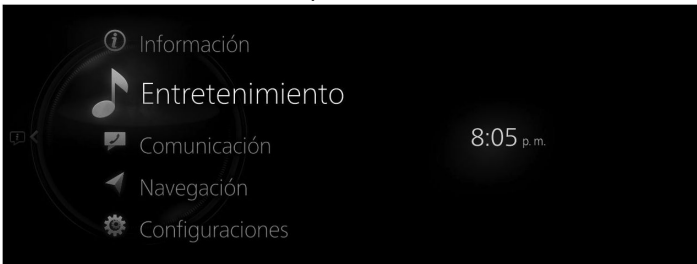 Información
Entretenimiento
Comunicación
8:05 p. m.
Navegación
Configuraciones